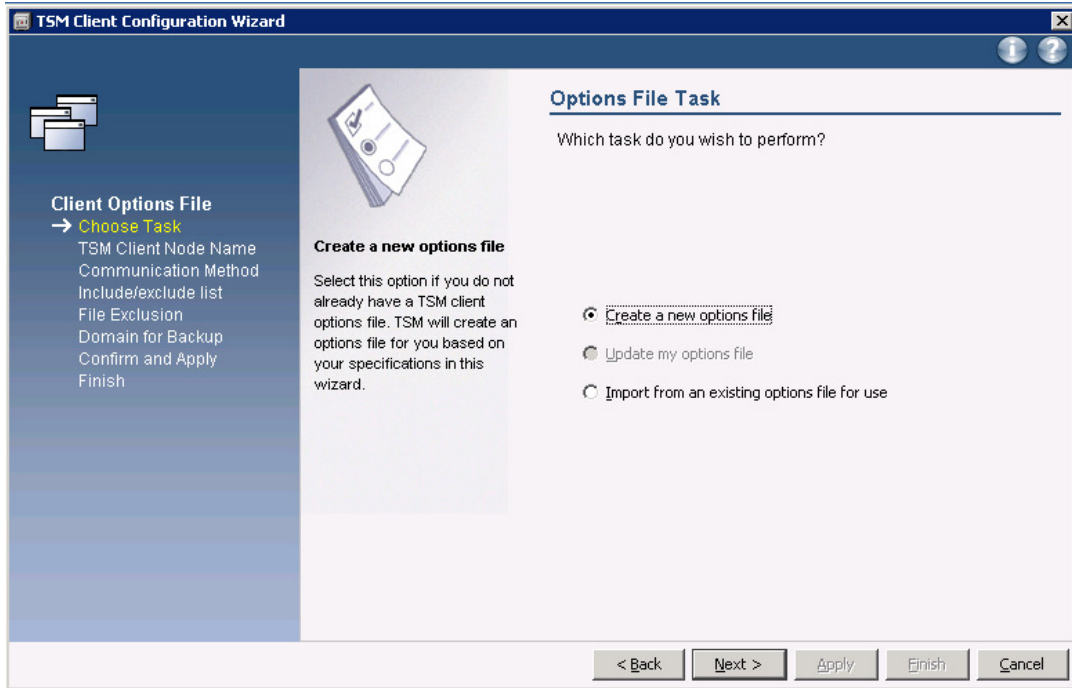 TSM Client Configuration Wizard
Client Options File
Choose Task
TSM Client Node Name
Communication Method
Include/exclude list
File Exclusion
Domain for Backup
Confirm and Apply
Finish
Create a new options file
Select this option if you do not
already have a TSM client
options file. TSM will create an
options file for you based on
your specifications in this
wizard.
Options File Task
Which task do you wish to perform?
Create a new options file
Update my options file
Import from an existing options file for use
< Back
Next >
Apply
Finish
Cancel